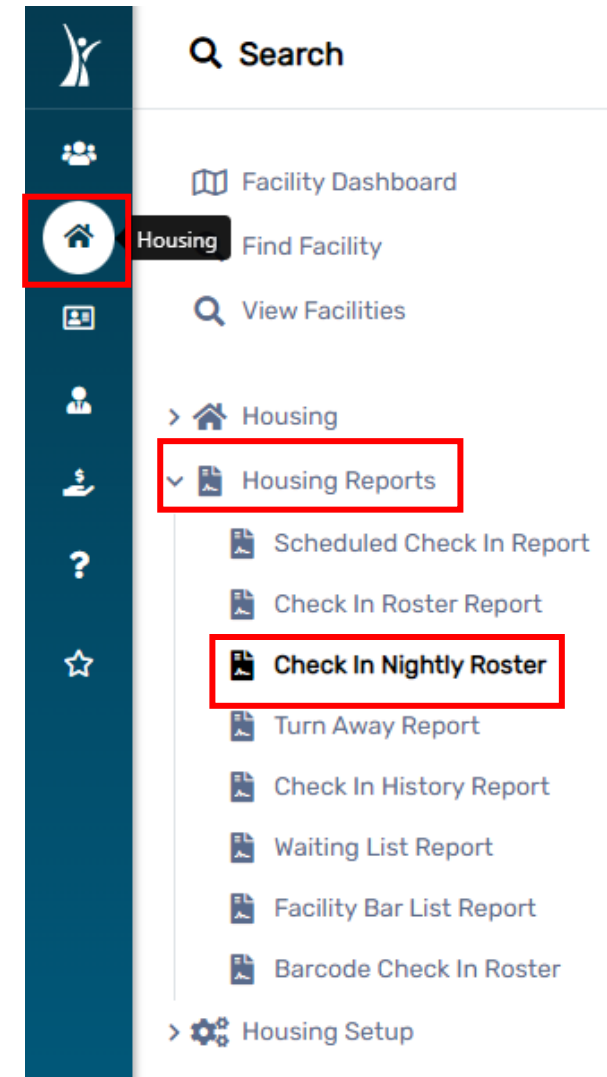 Search
Facility Dashboard
Housing
Find Facility
View Facilities
Housing
Housing Reports
Scheduled Check In Report
Check In Roster Report
Check In Nightly Roster
Turn Away Report
Check In History Report
Waiting List Report
Facility Bar List Report
Barcode Check In Roster
Housing Setup